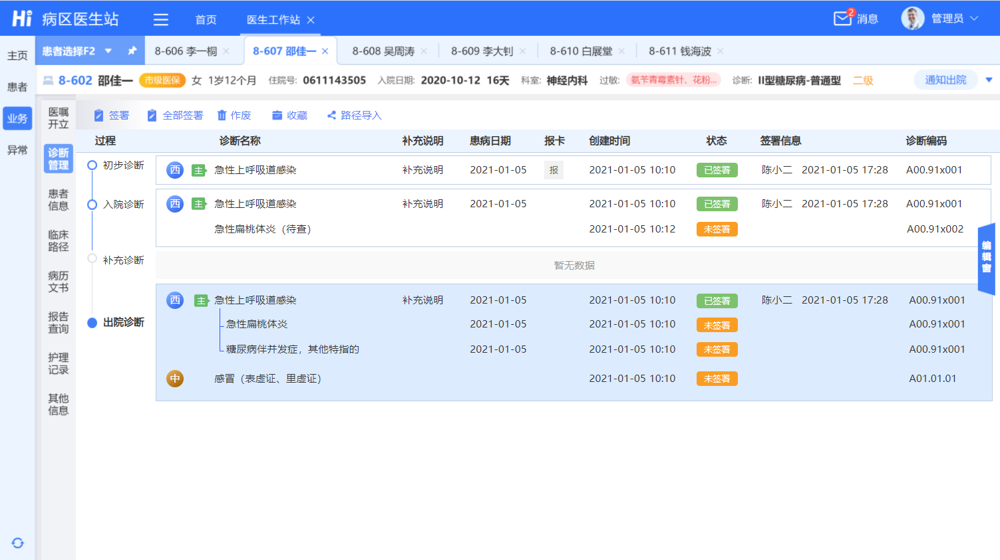 Hi 病区医生站 首页 医生工作站 2 消息 管理员
主页 患者选择F2 8-606 李一桐 8-607 邵佳一 8-608 吴周涛 8-609 李大钊 8-610 白展堂 8-611 钱海波
患者 8-602 邵佳一 市级医保 女 1岁12个月 住院号: 0611143505 入院日期: 2020-10-12 16天 科室: 神经内科 过敏: 氨苄青霉素针、花粉... 诊断: II型糖尿病-普通型 二级 通知出院
业务
异常
医嘱
开立
诊断
管理
患者
信息
临床
路径
病历
文书
报告
查询
护理
记录
其他
信息
签署 全部签署 作废 收藏 路径导入
过程 诊断名称 补充说明 患病日期 报卡 创建时间 状态 签署信息 诊断编码
初步诊断 西 主 急性上呼吸道感染 补充说明 2021-01-05 报 2021-01-05 10:10 已签署 陈小二 2021-01-05 17:28 A00.91x001
入院诊断 西 主 急性上呼吸道感染 补充说明 2021-01-05 2021-01-05 10:10 已签署 陈小二 2021-01-05 17:28 A00.91x001
急性扁桃体炎（待查） 2021-01-05 10:12 未签署 A00.91x002
补充诊断 暂无数据
出院诊断 西 主 急性上呼吸道感染 补充说明 2021-01-05 2021-01-05 10:10 已签署 陈小二 2021-01-05 17:28 A00.91x001
急性扁桃体炎 2021-01-05 2021-01-05 10:10 未签署 A00.91x001
糖尿病伴并发症，其他特指的 2021-01-05 2021-01-05 10:10 未签署 A00.91x001
中 感冒（表虚证、里虚证） 2021-01-05 10:10 未签署 A01.01.01
编辑窗